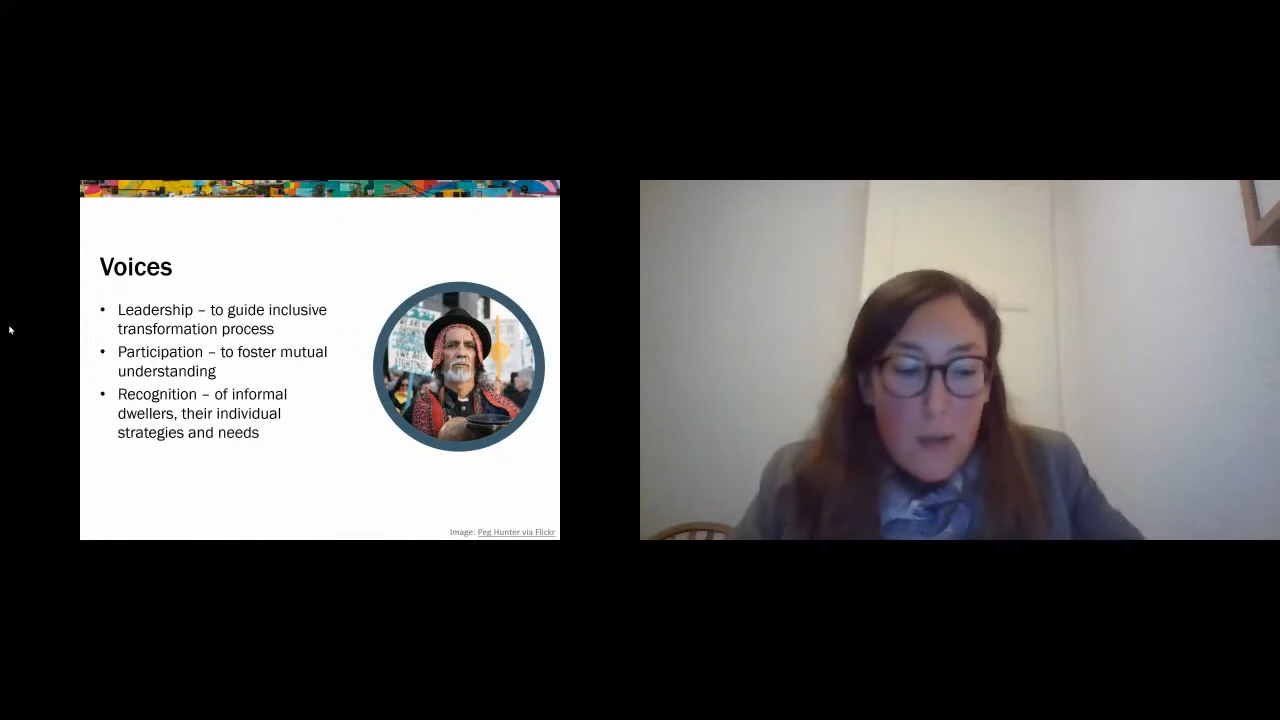 Voices
• Leadership – to guide inclusive
transformation process
• Participation – to foster mutual
understanding
• Recognition – of informal
dwellers, their individual
strategies and needs
Image: Peg Hunter via Flickr